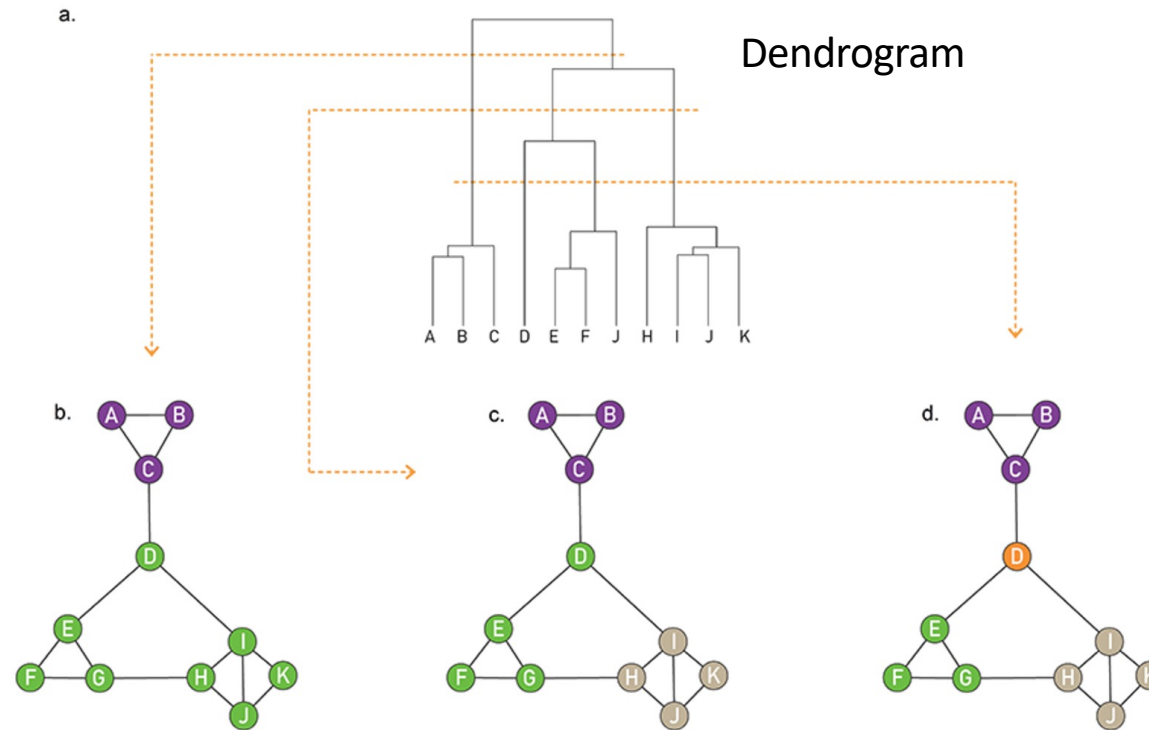 a.
Dendrogram
A B C D E F J H I J K
b.
A B
C
D
E
F G
H I K
J
c.
A B
C
D
E
F G
H I K
J
d.
A B
C
D
E
F G
H I K
J